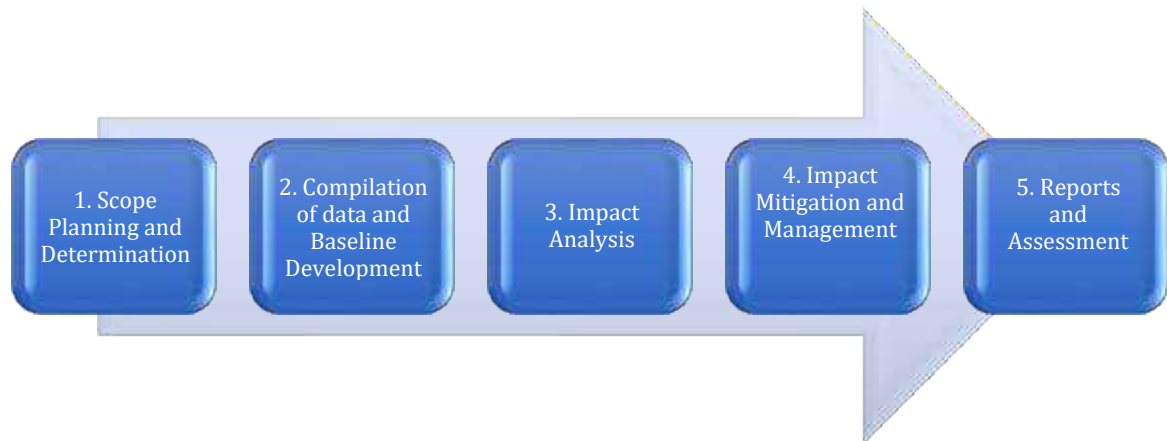 1. Scope
Planning and
Determination
2. Compilation
of data and
Baseline
Development
3. Impact
Analysis
4. Impact
Mitigation and
Management
5. Reports
and
Assessment